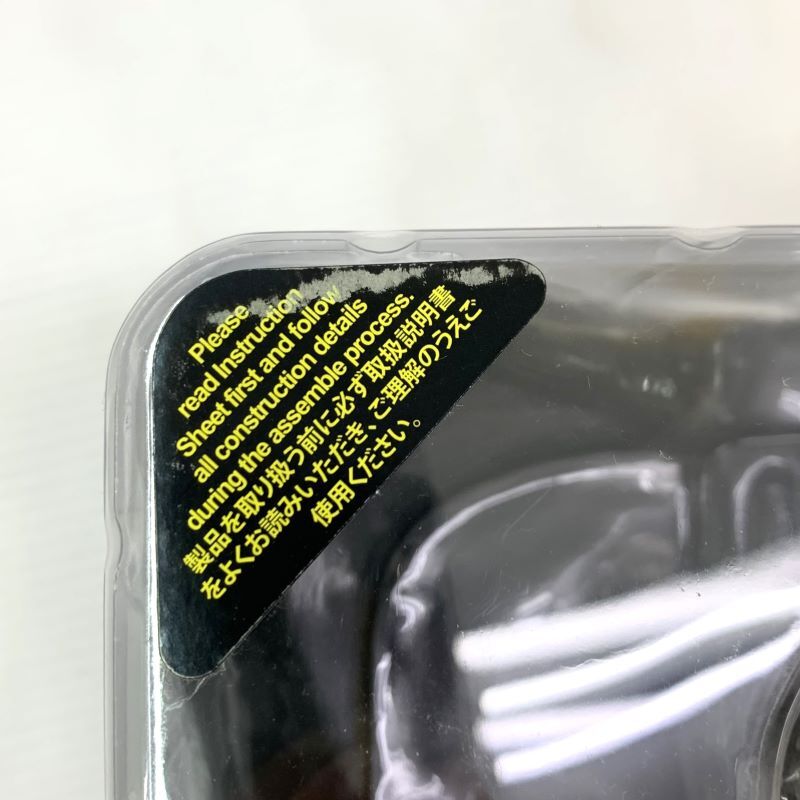 Please
read Instruction
Sheet first and follow
all construction details
during the assemble process.
製品を取り扱う前に必ず取扱説明書
をよくお読みいただき、ご理解のうえご
使用ください。